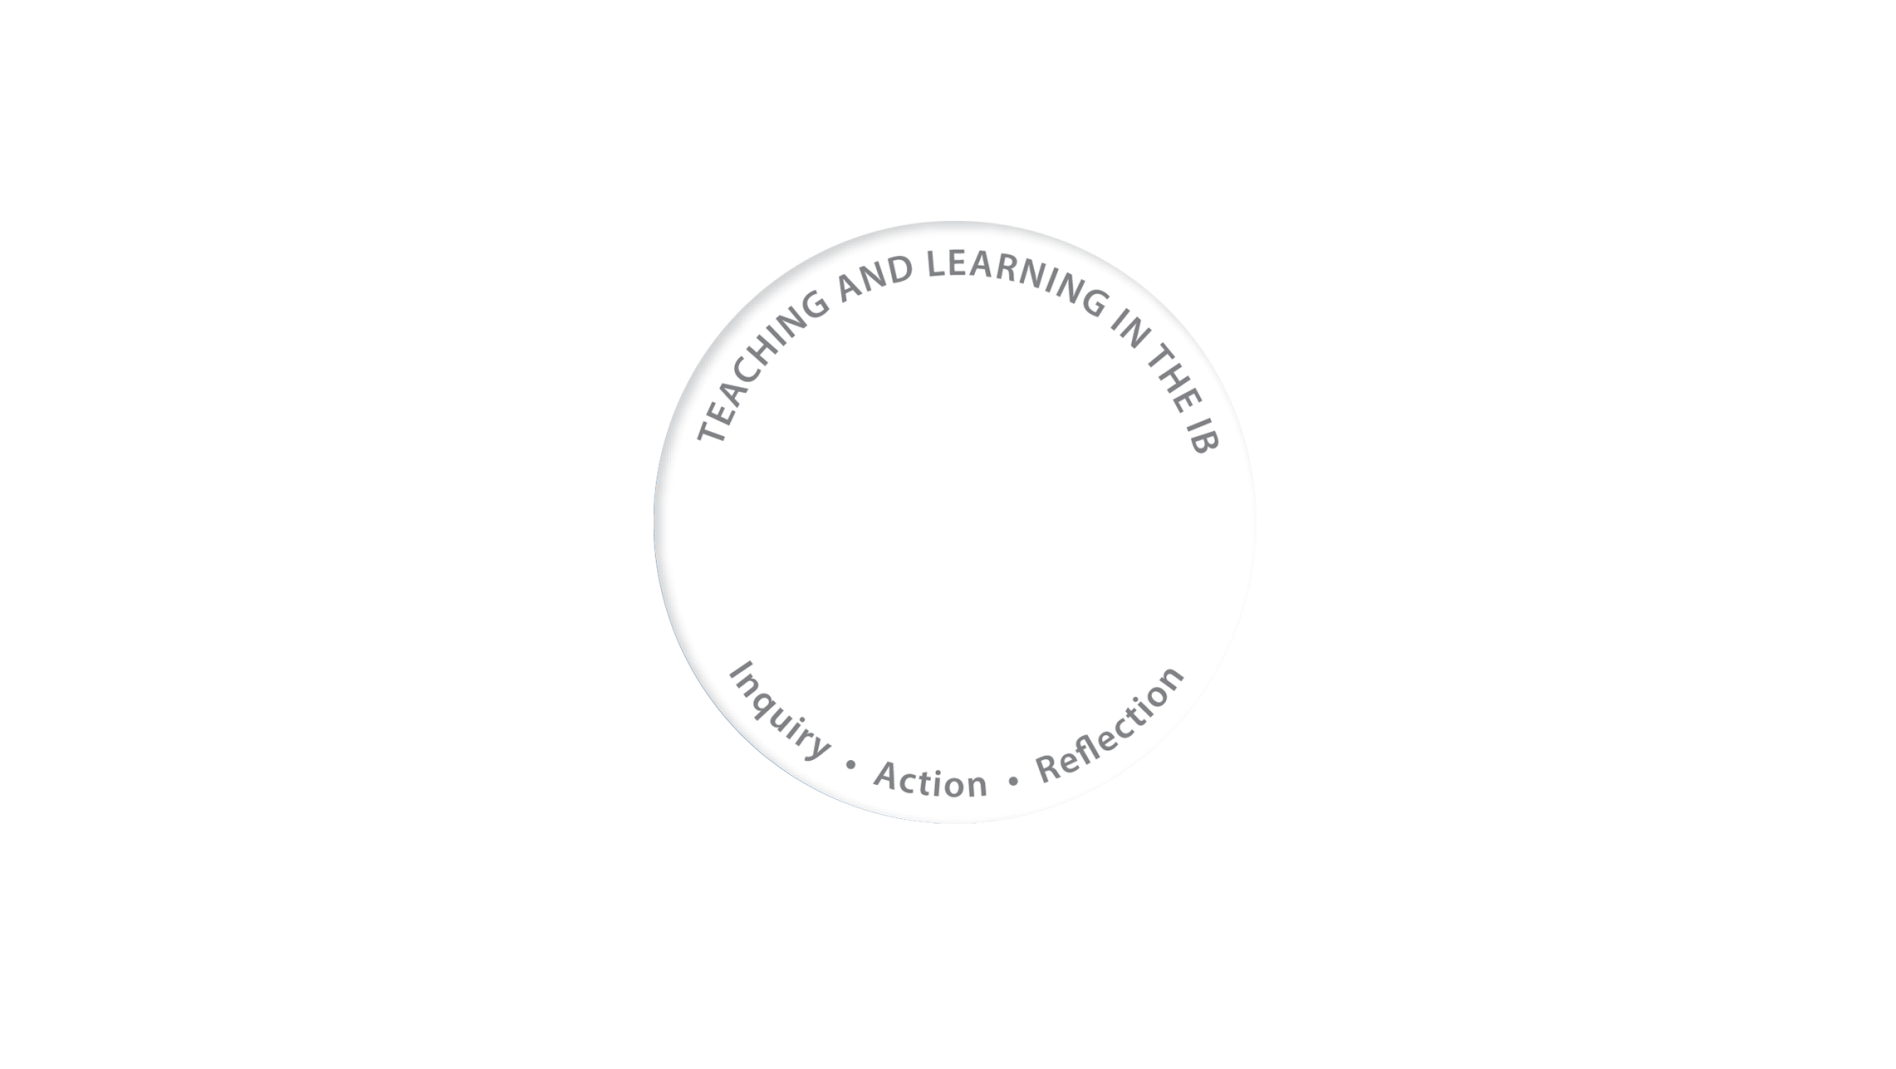 TEACHING AND LEARNING IN THE IB
Inquiry • Action • Reflection